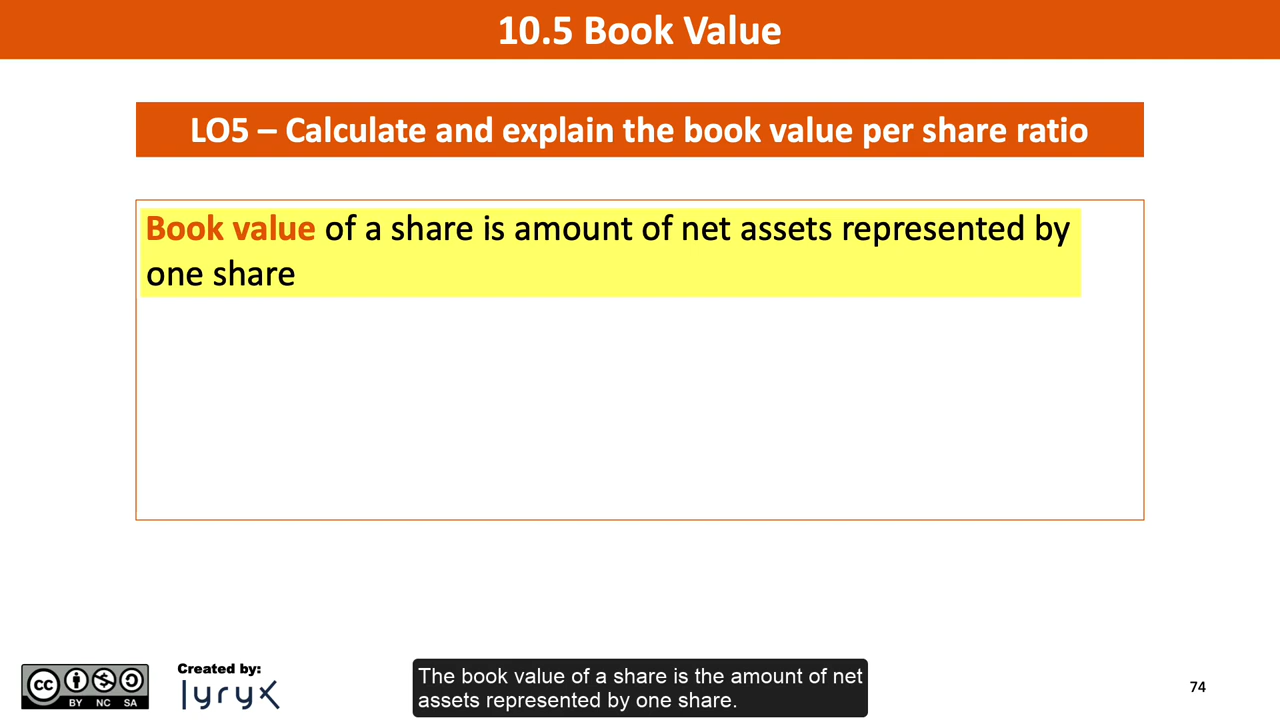 10.5 Book Value
LO5 – Calculate and explain the book value per share ratio
Book value of a share is amount of net assets represented by
one share
cc
BY NC SA
Created by:
lyryx
The book value of a share is the amount of net
assets represented by one share.
74